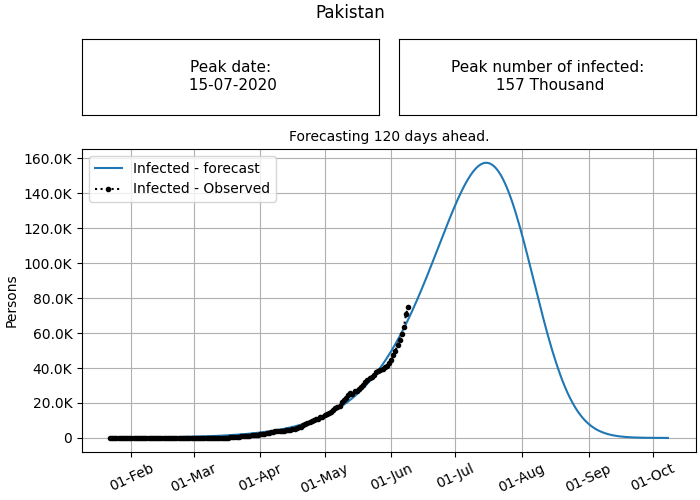 Pakistan
Peak date:
15-07-2020
Peak number of infected:
157 Thousand
Forecasting 120 days ahead.
160.0K
140.0K
120.0K
100.0K
80.0K
60.0K
40.0K
20.0K
0
Persons
Infected - forecast
Infected - Observed
01-Feb
01-Mar
01-Apr
01-May
01-Jun
01-Jul
01-Aug
01-Sep
01-Oct